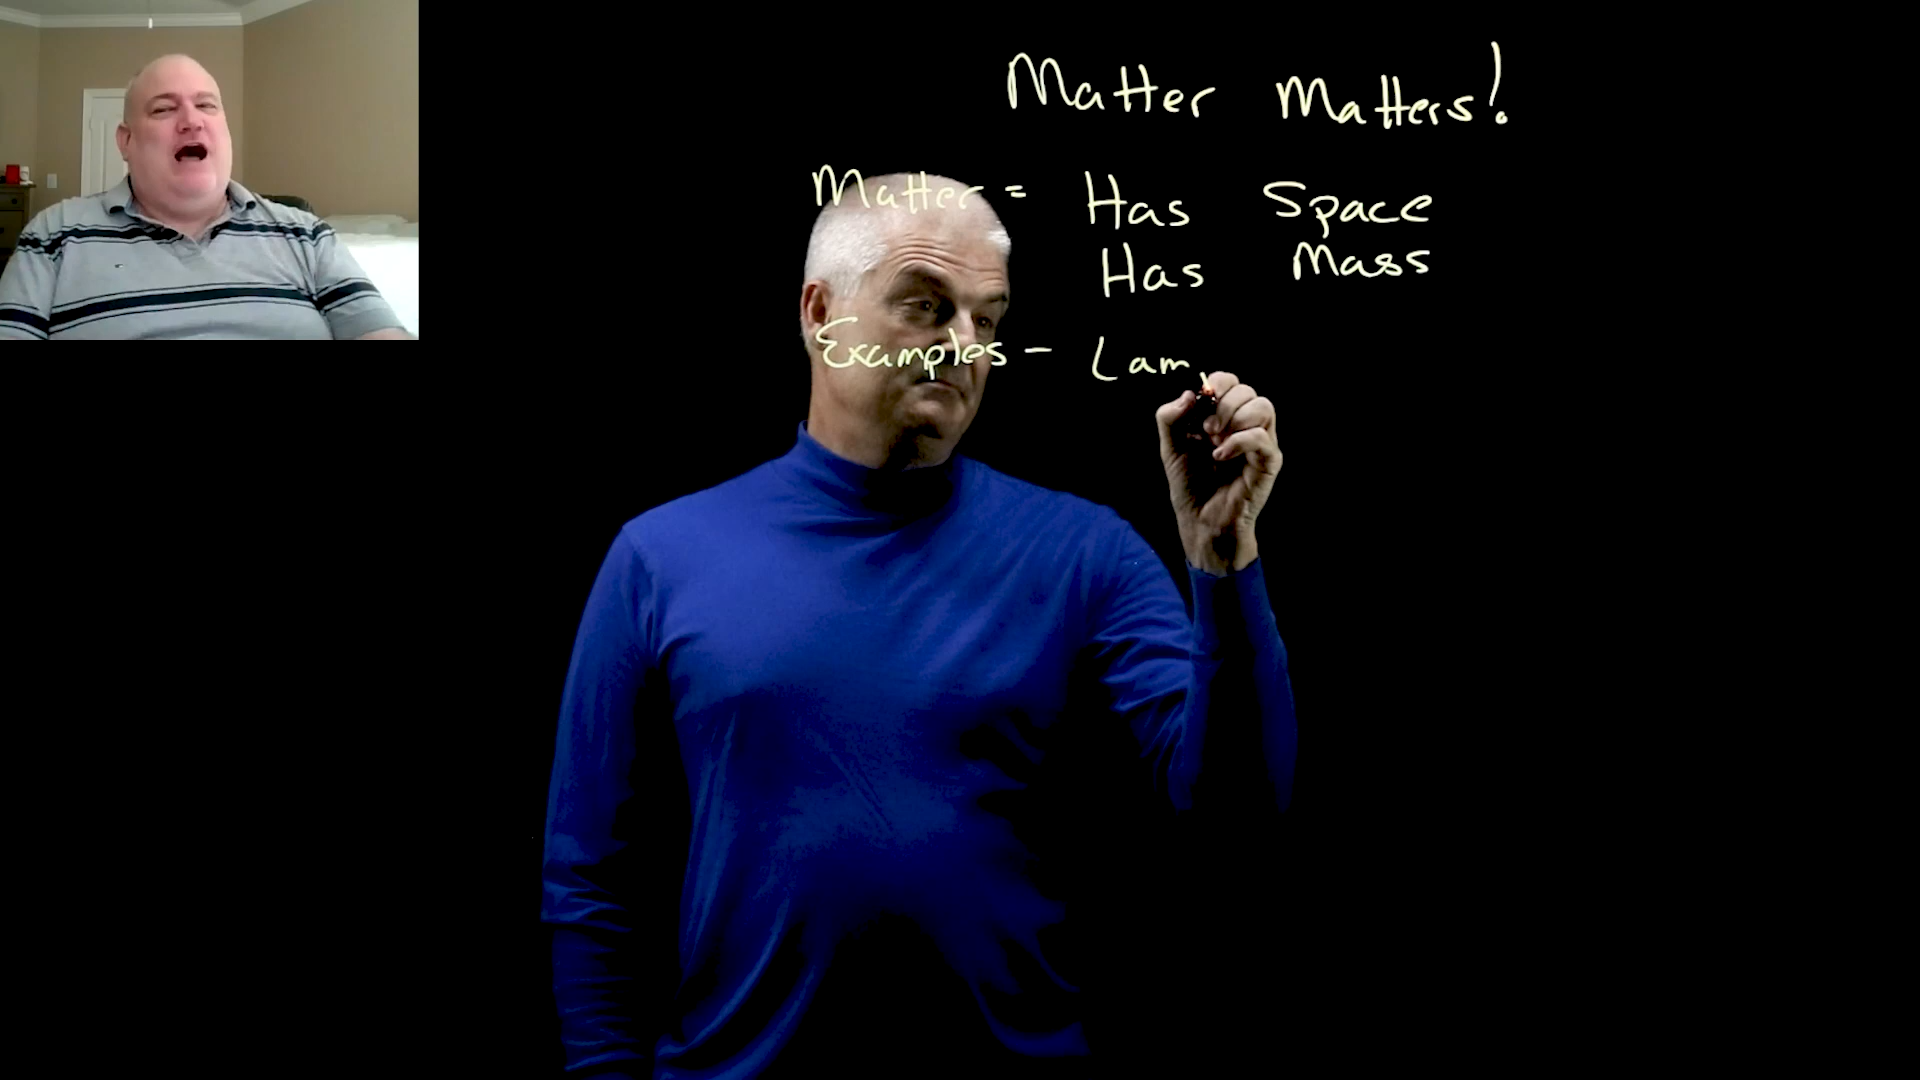 Matter Matters!
Matter = Has Space
Has Mass
Examples - Lam